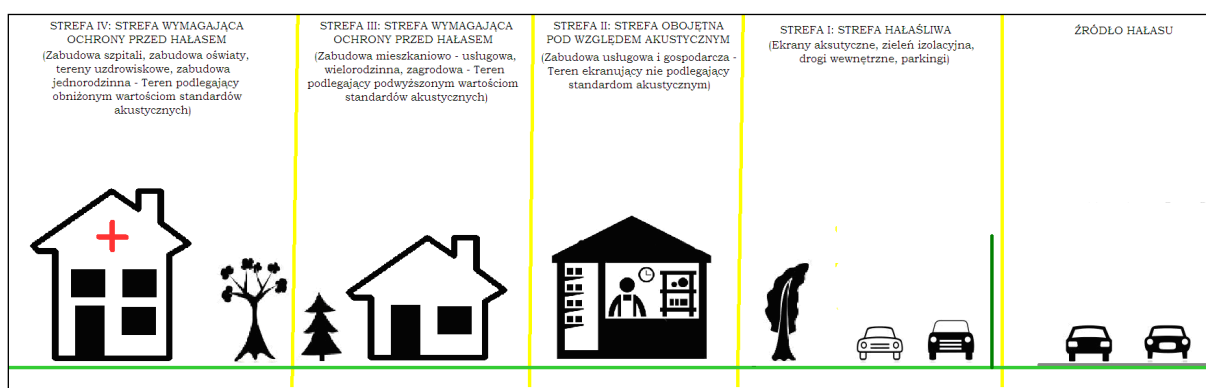 STREFA IV: STREFA WYMAGAJĄCA
OCHRONY PRZED HAŁASEM
(Zabudowa szpitali, zabudowa oświaty,
tereny uzdrowiskowe, zabudowa
jednorodzinna - Teren podlegający
obniżonym wartościom standardów
akustycznych)
STREFA III: STREFA WYMAGAJĄCA
OCHRONY PRZED HAŁASEM
(Zabudowa mieszkaniowo - usługowa,
wielorodzinna, zagrodowa - Teren
podlegający podwyższonym wartościom
standardów akustycznych)
STREFA II: STREFA OBOJĘTNA
POD WZGLĘDEM AKUSTYCZNYM
(Zabudowa usługowa i gospodarcza -
Teren ekranujący nie podlegający
standardom akustycznym)
STREFA I: STREFA HAŁAŚLIWA
(Ekrany aksutyczne, zieleń izolacyjna,
drogi wewnętrzne, parkingi)
ŹRÓDŁO HAŁASU